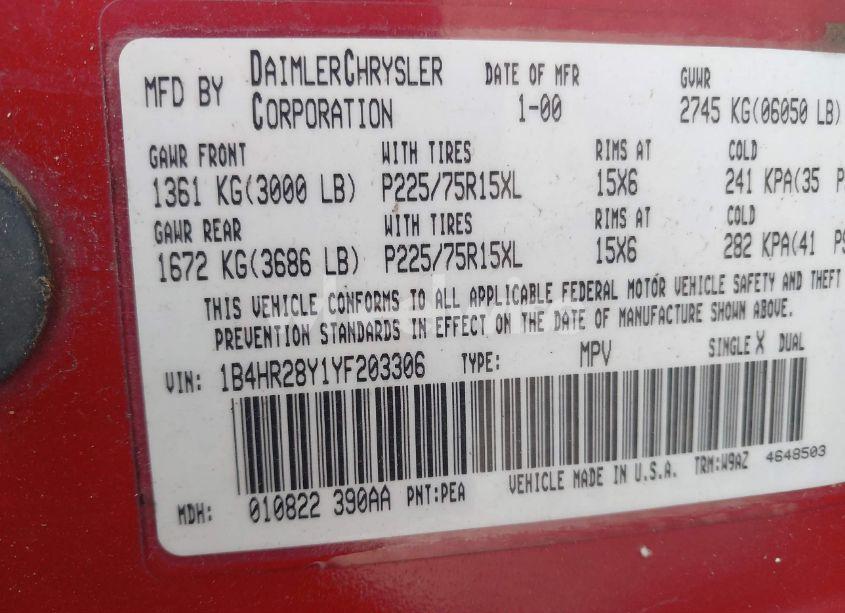 MFD BY DAIMLERCHRYSLER CORPORATION DATE OF MFR 1-00 GVWR 2745 KG(06050 LB)
GAWR FRONT WITH TIRES RIMS AT COLD
1361 KG(3000 LB) P225/75R15XL 15X6 241 KPA(35 P
GAWR REAR WITH TIRES RIMS AT COLD
1672 KG(3686 LB) P225/75R15XL 15X6 282 KPA(41 PS
THIS VEHICLE CONFORMS TO ALL APPLICABLE FEDERAL MOTOR VEHICLE SAFETY AND THEFT
PREVENTION STANDARDS IN EFFECT ON THE DATE OF MANUFACTURE SHOWN ABOVE.
VIN: 1B4HR28Y1YF203306 TYPE: MPV SINGLE X DUAL
MDH: 010822 390AA PNT:PEA VEHICLE MADE IN U.S.A. TRM:W9AZ 4648503